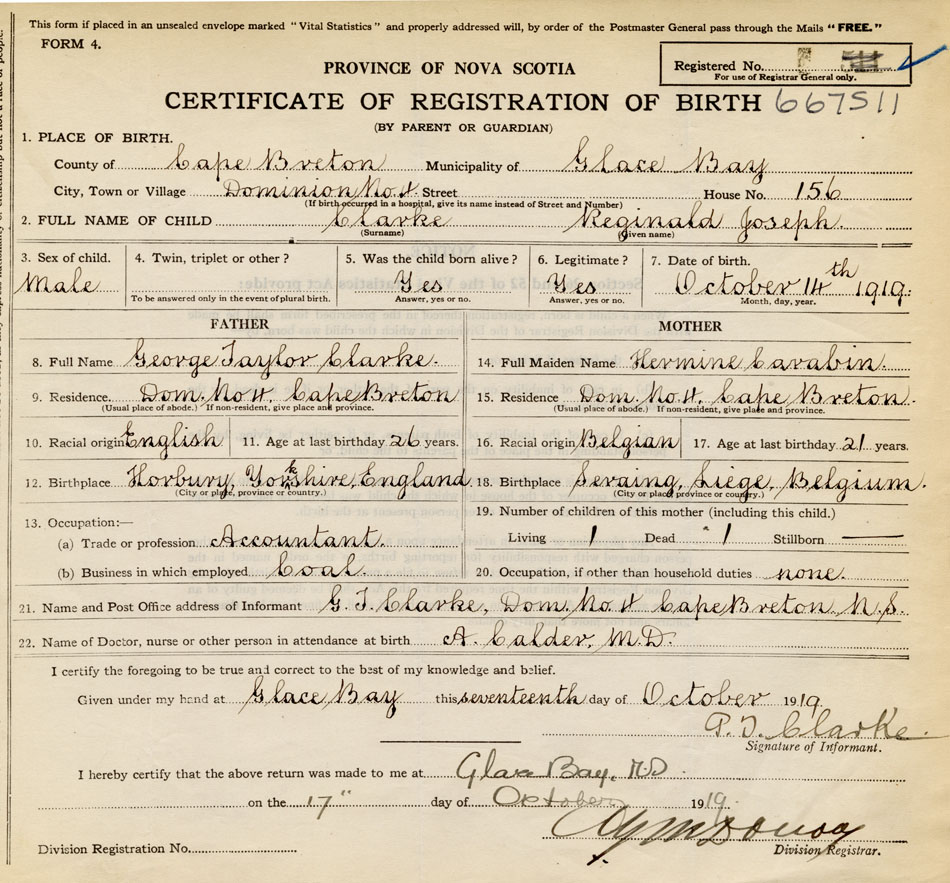 This form if placed in an unsealed envelope marked "Vital Statistics" and properly addressed will, by order of the Postmaster General pass through the Mails "FREE."
FORM 4.
Registered No.
For use of Registrar General only.
PROVINCE OF NOVA SCOTIA
CERTIFICATE OF REGISTRATION OF BIRTH 667511
(BY PARENT OR GUARDIAN)
1. PLACE OF BIRTH.
County of Cape Breton Municipality of Glace Bay
City, Town or Village Dominion No. 4. Street House No. 156
(If birth occurred in a hospital, give its name instead of Street and Number)
2. FULL NAME OF CHILD Clarke Reginald Joseph.
(Surname) (Given name)
3. Sex of child. 4. Twin, triplet or other? 5. Was the child born alive? 6. Legitimate? 7. Date of birth.
Male Yes Yes October 14th 1919.
To be answered only in the event of plural birth. Answer, yes or no. Answer, yes or no. Month, day, year.
FATHER MOTHER
8. Full Name George Taylor Clarke. 14. Full Maiden Name Hermine Carabin.
9. Residence. Dom. No 4. Cape Breton 15. Residence Dom. No 4. Cape Breton.
(Usual place of abode.) If non-resident, give place and province. (Usual place of abode.) If non-resident, give place and province.
10. Racial origin English 11. Age at last birthday 26 years. 16. Racial origin Belgian 17. Age at last birthday 21 years.
12. Birthplace Horbury, Yorkshire, England. 18. Birthplace Seraing, Liege, Belgium.
(City or place, province or country.) (City or place, province or country.)
13. Occupation:— 19. Number of children of this mother (including this child.)
(a) Trade or profession Accountant. Living 1 Dead 1 Stillborn —
(b) Business in which employed Coal. 20. Occupation, if other than household duties none.
21. Name and Post Office address of Informant G. T. Clarke, Dom. No 4 Cape Breton. N.S.
22. Name of Doctor, nurse or other person in attendance at birth A. Calder, M.D.
I certify the foregoing to be true and correct to the best of my knowledge and belief.
Given under my hand at Glace Bay this seventeenth day of October 1919.
Clarke
Signature of Informant.
I hereby certify that the above return was made to me at Glace Bay, N.S.
on the 17" day of October 1919.
Division Registration No.
Division Registrar.